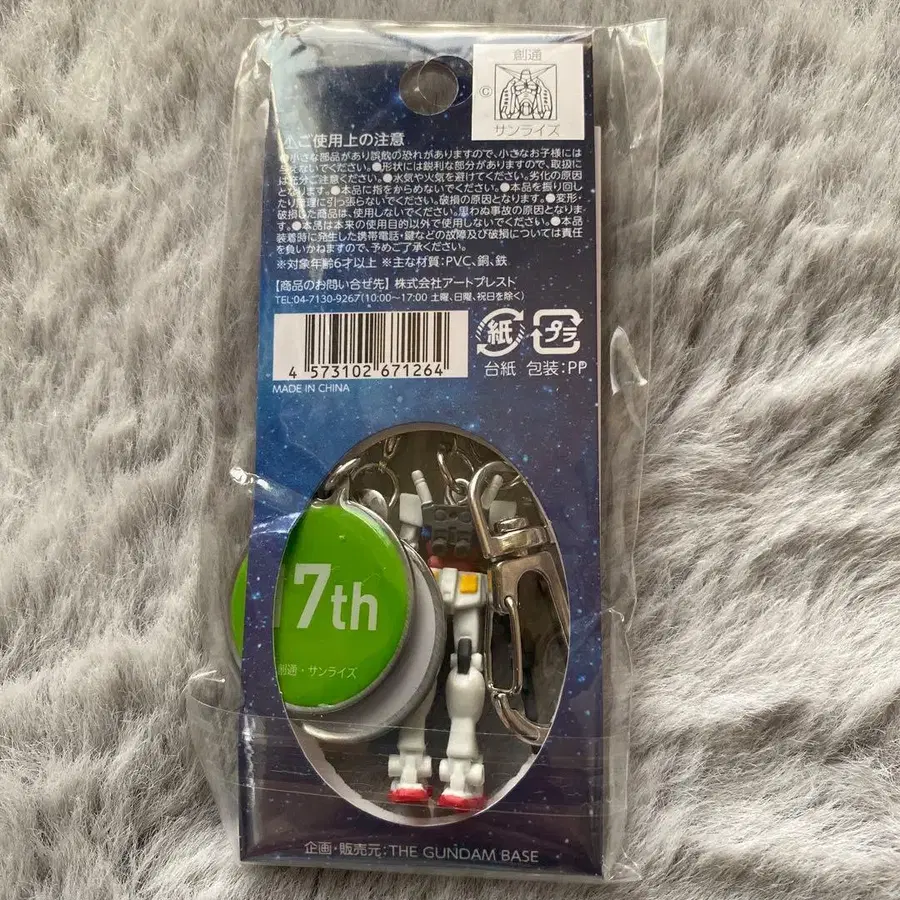 創通
©
サンライズ
⚠ご使用上の注意
●小さな部品があり誤飲の恐れがありますので、小さなお子様には
与えないでください。●形状には鋭利な部分がありますので、取扱に
は充分ご注意ください。●水気や火気を避けてください。劣化の原因
となります。●本品に指をからめないでください。●本品を振り回し
たり無理に引っ張らないでください。破損の原因となります。●変形・
破損した商品は、使用しないでください。思わぬ事故の原因となりま
す。●本品は本来の使用目的以外で使用しないでください。●本品
装着時に発生した携帯電話・鍵などの故障及び破損については責任
を負いかねますので、予めご了承ください。
※対象年齢6才以上 ※主な材質：PVC、銅、鉄
【商品のお問い合せ先】株式会社アートプレスト
TEL:04-7130-9267(10:00〜17:00 土曜、日曜、祝日を除く)
4 573102 671264
MADE IN CHINA
紙 プラ
台紙 包装：PP
7th
創通・サンライズ
企画・販売元：THE GUNDAM BASE